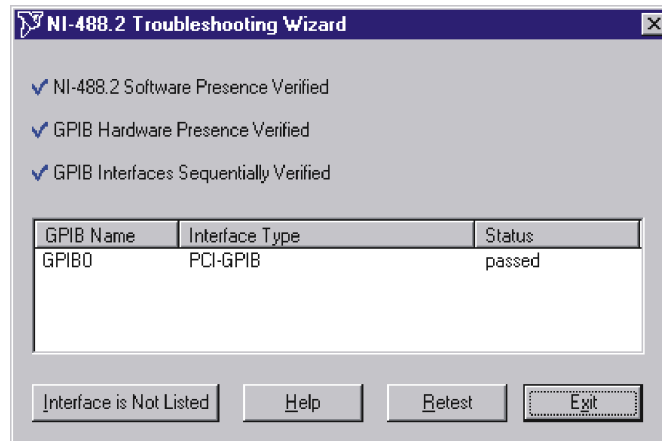 NI-488.2 Troubleshooting Wizard
NI-488.2 Software Presence Verified
GPIB Hardware Presence Verified
GPIB Interfaces Sequentially Verified
GPIB Name Interface Type Status
GPIB0 PCI-GPIB passed
Interface is Not Listed Help Retest Exit